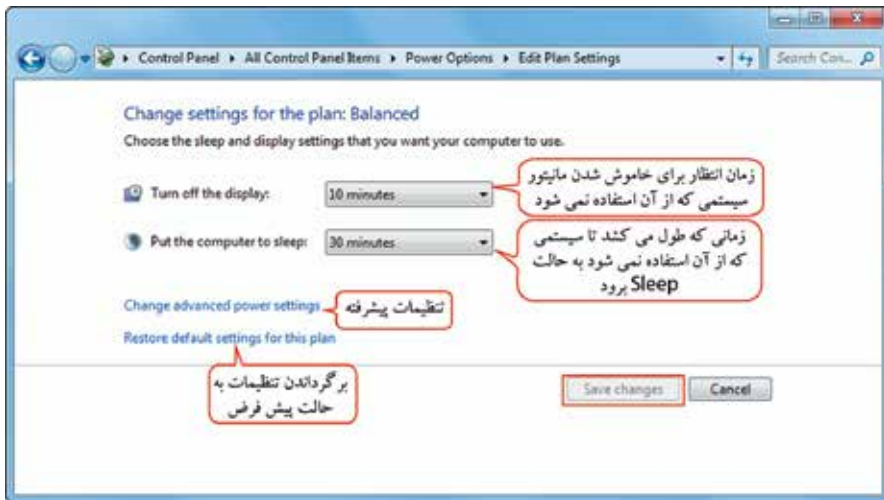 Control Panel ▸ All Control Panel Items ▸ Power Options ▸ Edit Plan Settings
Search Con...
Change settings for the plan: Balanced
Choose the sleep and display settings that you want your computer to use.
Turn off the display:
10 minutes
زمان انتظار برای خاموش شدن مانیتور
سیستمی که از آن استفاده نمی شود
Put the computer to sleep:
30 minutes
زمانی که طول می کشد تا سیستمی
که از آن استفاده نمی شود به حالت
Sleep برود
Change advanced power settings
تنظیمات پیشرفته
Restore default settings for this plan
برگرداندن تنظیمات به
حالت پیش فرض
Save changes
Cancel